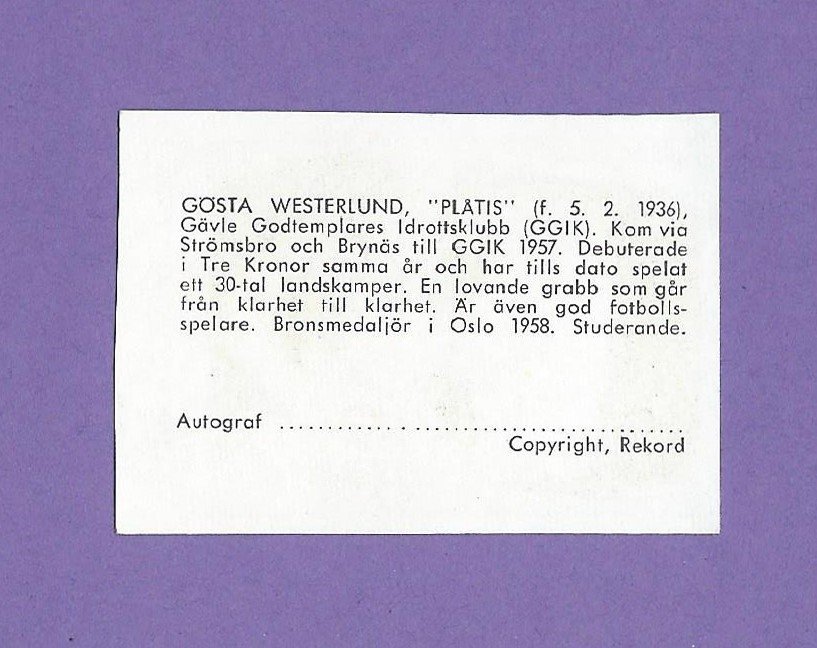 GÖSTA WESTERLUND, "PLÅTIS" (f. 5. 2. 1936),
Gävle Godtemplares Idrottsklubb (GGIK). Kom via
Strömsbro och Brynäs till GGIK 1957. Debuterade
i Tre Kronor samma år och har tills dato spelat
ett 30-tal landskamper. En lovande grabb som går
från klarhet till klarhet. Är även god fotbolls-
spelare. Bronsmedaljör i Oslo 1958. Studerande.
Autograf ........................................
Copyright, Rekord